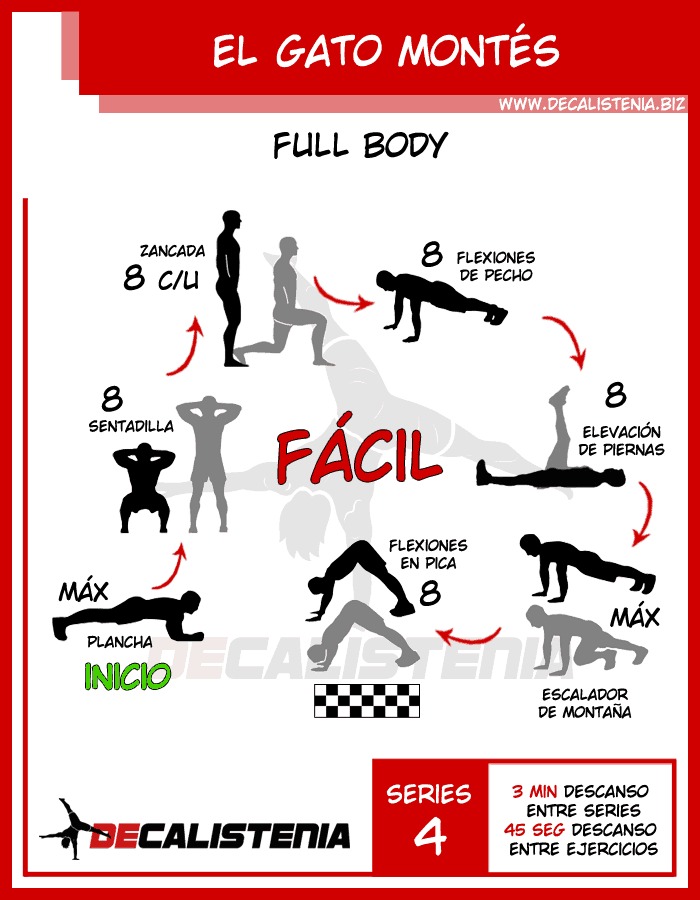 EL GATO MONTÉS
WWW.DECALISTENIA.BIZ
FULL BODY
ZANCADA
8 C/U
8 FLEXIONES
DE PECHO
8
SENTADILLA
8
ELEVACIÓN
DE PIERNAS
FÁCIL
FLEXIONES
EN PICA
8
MÁX
PLANCHA
INICIO
MÁX
ESCALADOR
DE MONTAÑA
DECALISTENIA
DECALISTENIA
SERIES
4
3 MIN DESCANSO
ENTRE SERIES
45 SEG DESCANSO
ENTRE EJERCICIOS